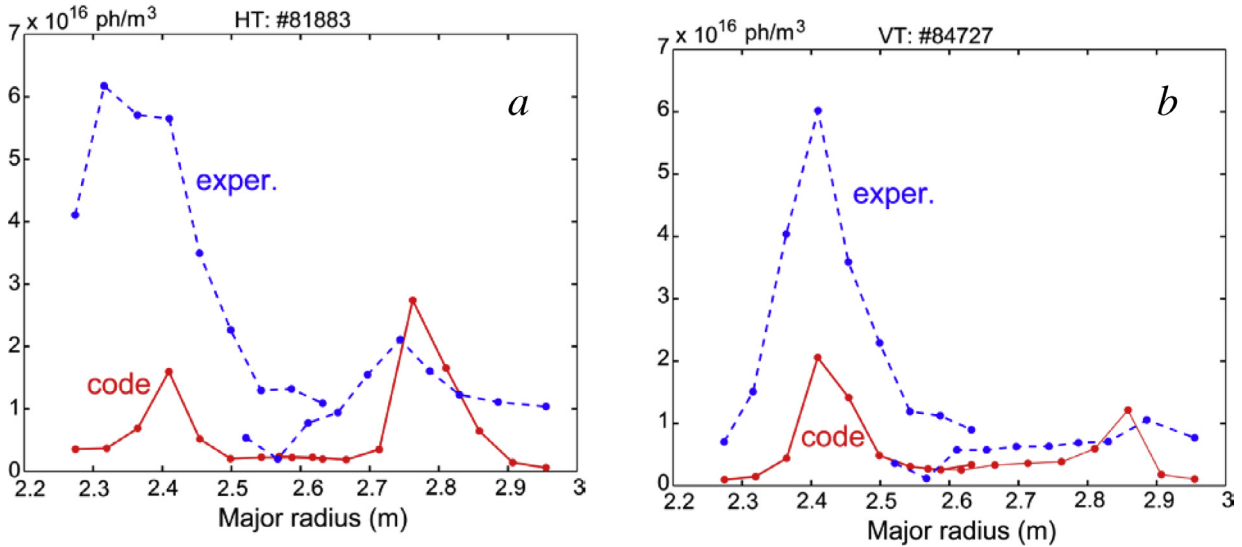 7 x 10^16 ph/m^3 HT: #81883
a
6
5
exper.
4
3
2
code
1
0
2.2 2.3 2.4 2.5 2.6 2.7 2.8 2.9 3
Major radius (m)
7 x 10^16 ph/m^3 VT: #84727
b
6
5
exper.
4
3
2
1
code
0
2.2 2.3 2.4 2.5 2.6 2.7 2.8 2.9 3
Major radius (m)